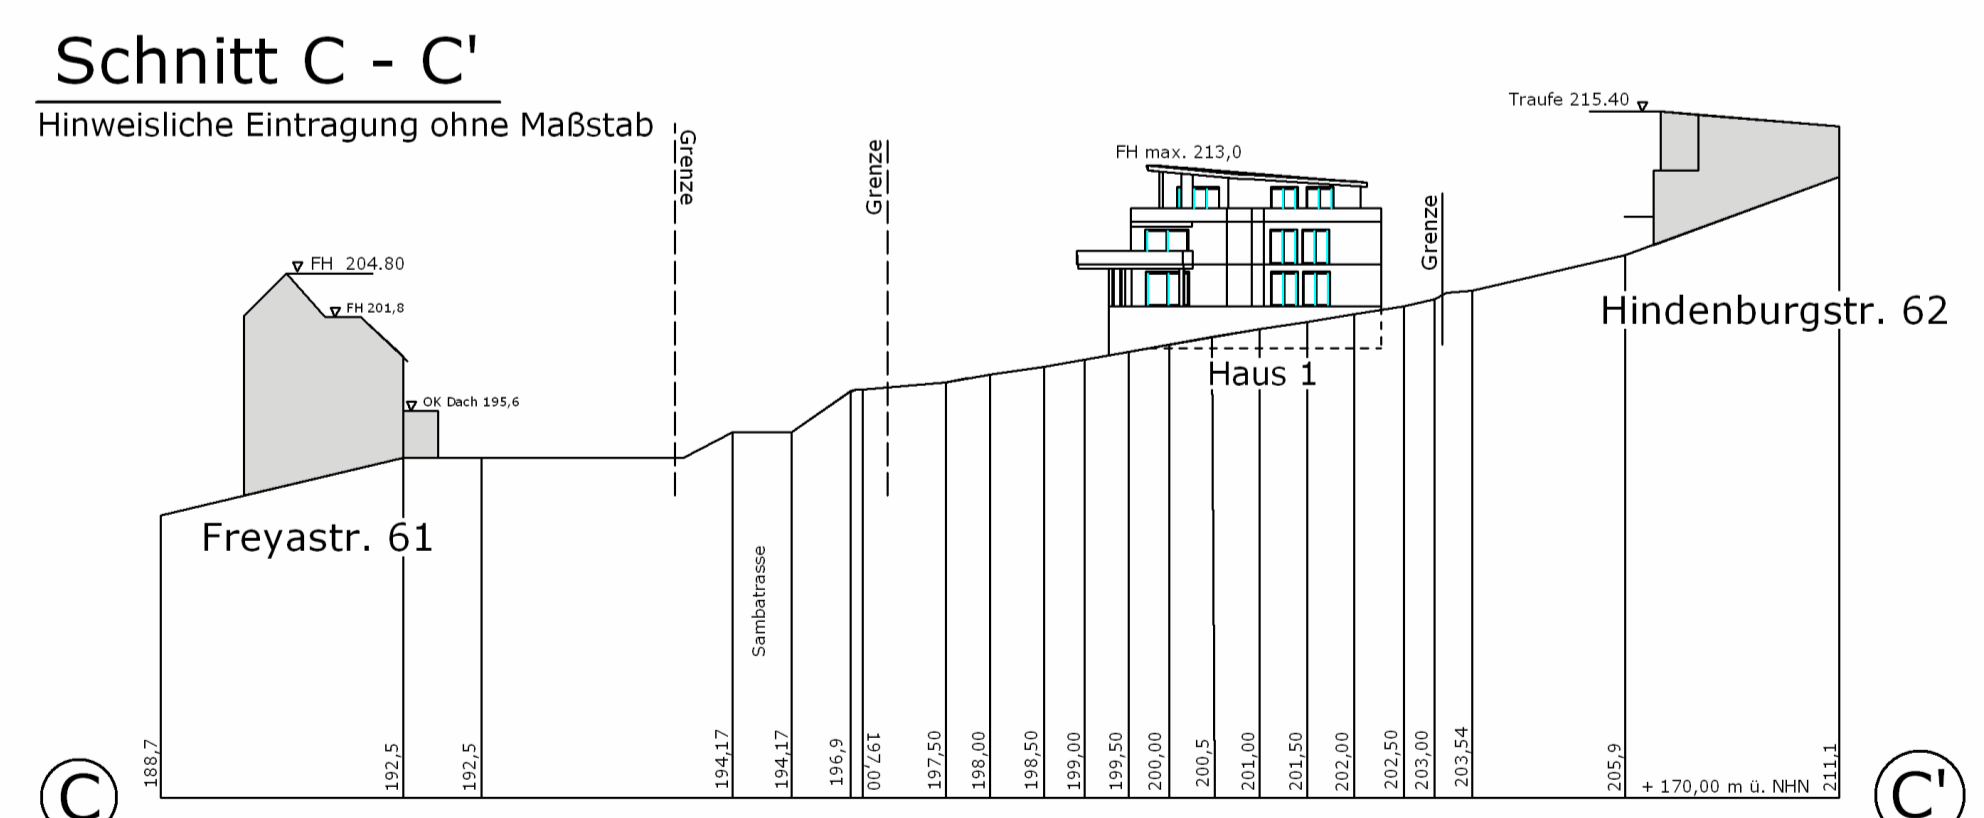 Schnitt C - C'
Hinweisliche Eintragung ohne Maßstab
Grenze
Grenze
FH max. 213,0
Grenze
Traufe 215.40
FH 204.80
FH 201,8
OK Dach 195,6
Hindenburgstr. 62
Haus 1
Freyastr. 61
Sambatrasse
188,7
192,5
192,5
194,17
194,17
196,9
197,00
197,50
198,00
198,50
199,00
199,50
200,00
200,5
201,00
201,50
202,00
202,50
203,00
203,54
205,9
+ 170,00 m ü. NHN
211,1
C
C'